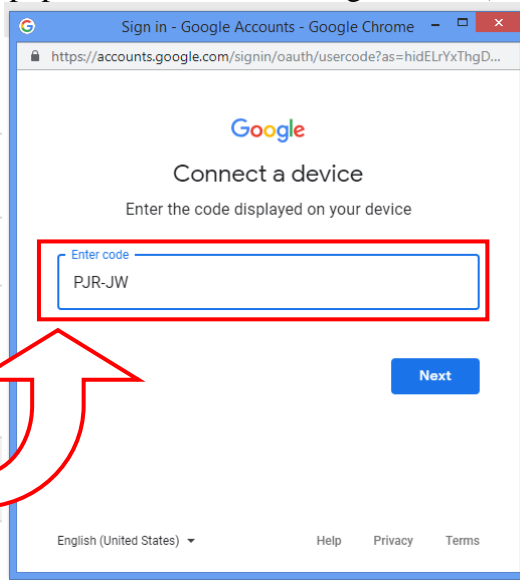 Sign in - Google Accounts - Google Chrome
https://accounts.google.com/signin/oauth/usercode?as=hidELrYxThgD...
Google
Connect a device
Enter the code displayed on your device
Enter code
PJR-JW
Next
English (United States)
Help Privacy Terms